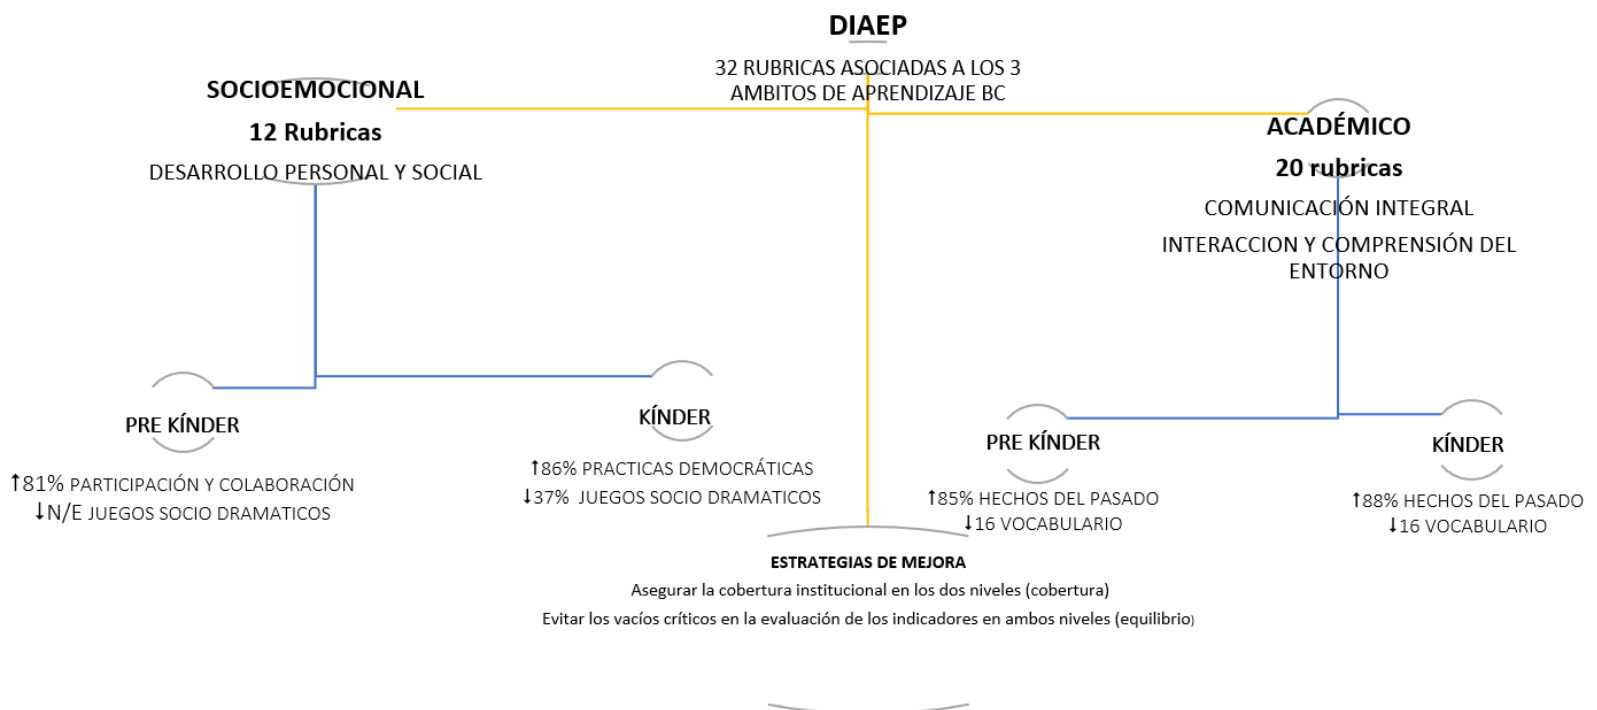 DIAEP
32 RUBRICAS ASOCIADAS A LOS 3
AMBITOS DE APRENDIZAJE BC
SOCIOEMOCIONAL
12 Rubricas
DESARROLLO PERSONAL Y SOCIAL
ACADÉMICO
20 rubricas
COMUNICACIÓN INTEGRAL
INTERACCION Y COMPRENSIÓN DEL
ENTORNO
PRE KÍNDER
↑81% PARTICIPACIÓN Y COLABORACIÓN
↓N/E JUEGOS SOCIO DRAMATICOS
KÍNDER
↑86% PRACTICAS DEMOCRÁTICAS
↓37% JUEGOS SOCIO DRAMATICOS
PRE KÍNDER
↑85% HECHOS DEL PASADO
↓16 VOCABULARIO
KÍNDER
↑88% HECHOS DEL PASADO
↓16 VOCABULARIO
ESTRATEGIAS DE MEJORA
Asegurar la cobertura institucional en los dos niveles (cobertura)
Evitar los vacíos críticos en la evaluación de los indicadores en ambos niveles (equilibrio)